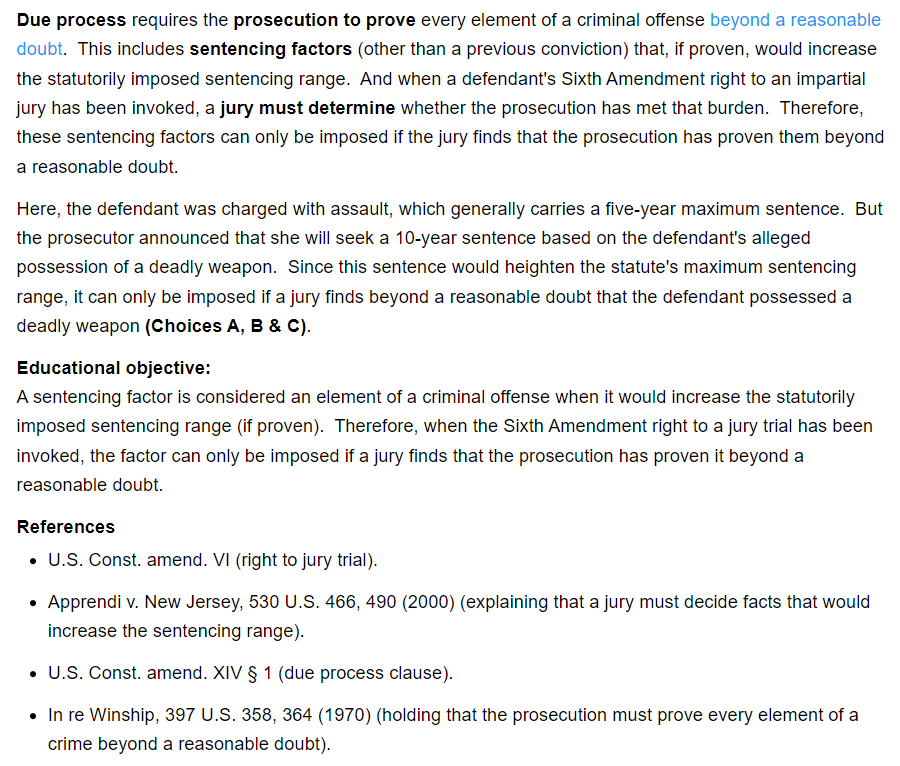 Due process requires the prosecution to prove every element of a criminal offense beyond a reasonable
doubt.  This includes sentencing factors (other than a previous conviction) that, if proven, would increase
the statutorily imposed sentencing range.  And when a defendant's Sixth Amendment right to an impartial
jury has been invoked, a jury must determine whether the prosecution has met that burden.  Therefore,
these sentencing factors can only be imposed if the jury finds that the prosecution has proven them beyond
a reasonable doubt.
Here, the defendant was charged with assault, which generally carries a five-year maximum sentence.  But
the prosecutor announced that she will seek a 10-year sentence based on the defendant's alleged
possession of a deadly weapon.  Since this sentence would heighten the statute's maximum sentencing
range, it can only be imposed if a jury finds beyond a reasonable doubt that the defendant possessed a
deadly weapon (Choices A, B & C).
Educational objective:
A sentencing factor is considered an element of a criminal offense when it would increase the statutorily
imposed sentencing range (if proven).  Therefore, when the Sixth Amendment right to a jury trial has been
invoked, the factor can only be imposed if a jury finds that the prosecution has proven it beyond a
reasonable doubt.
References
• U.S. Const. amend. VI (right to jury trial).
• Apprendi v. New Jersey, 530 U.S. 466, 490 (2000) (explaining that a jury must decide facts that would
increase the sentencing range).
• U.S. Const. amend. XIV § 1 (due process clause).
• In re Winship, 397 U.S. 358, 364 (1970) (holding that the prosecution must prove every element of a
crime beyond a reasonable doubt).